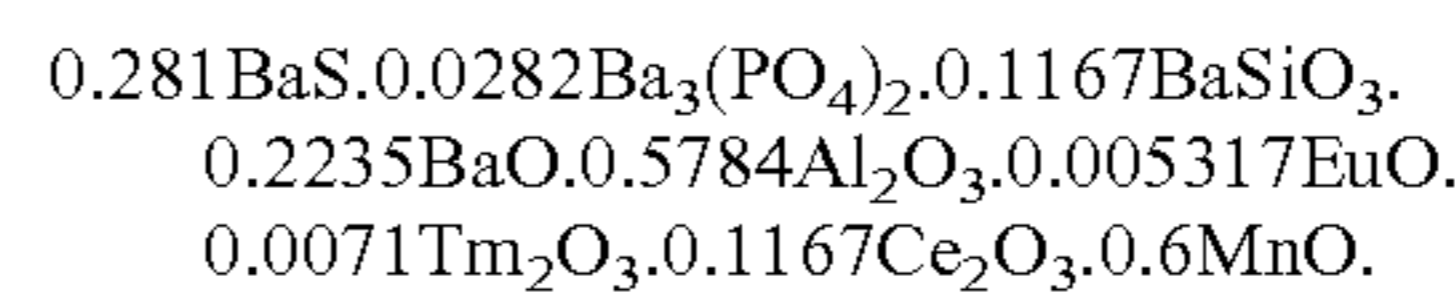 0.281BaS.0.0282Ba₃(PO₄)₂.0.1167BaSiO₃.
0.2235BaO.0.5784Al₂O₃.0.005317EuO.
0.0071Tm₂O₃.0.1167Ce₂O₃.0.6MnO.